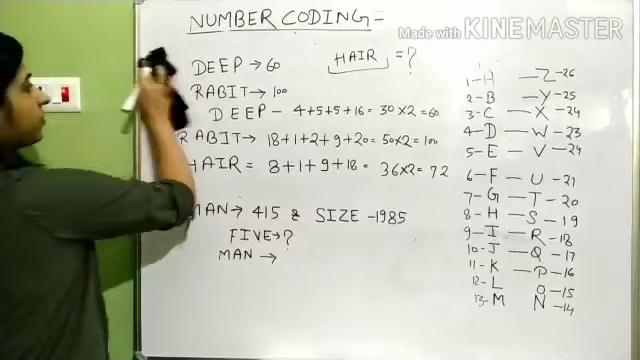 NUMBER CODING =
Made with KINEMASTER
DEEP → 60
HAIR = ?
RABIT → 100
DEEP - 4+5+5+16 = 30×2 = 60
RABIT → 18+1+2+9+20 = 50×2 = 100
HAIR = 8+1+9+18 = 36×2 = 72
MAN → 415 & SIZE - 1985
FIVE → ?
MAN →
1 - A — Z - 26
2 - B — Y - 25
3 - C — X - 24
4 - D — W - 23
5 - E — V - 24
6 - F — U - 21
7 - G — T - 20
8 - H — S - 19
9 - I — R - 18
10 - J — Q - 17
11 - K — P - 16
12 - L O - 15
13 - M N - 14